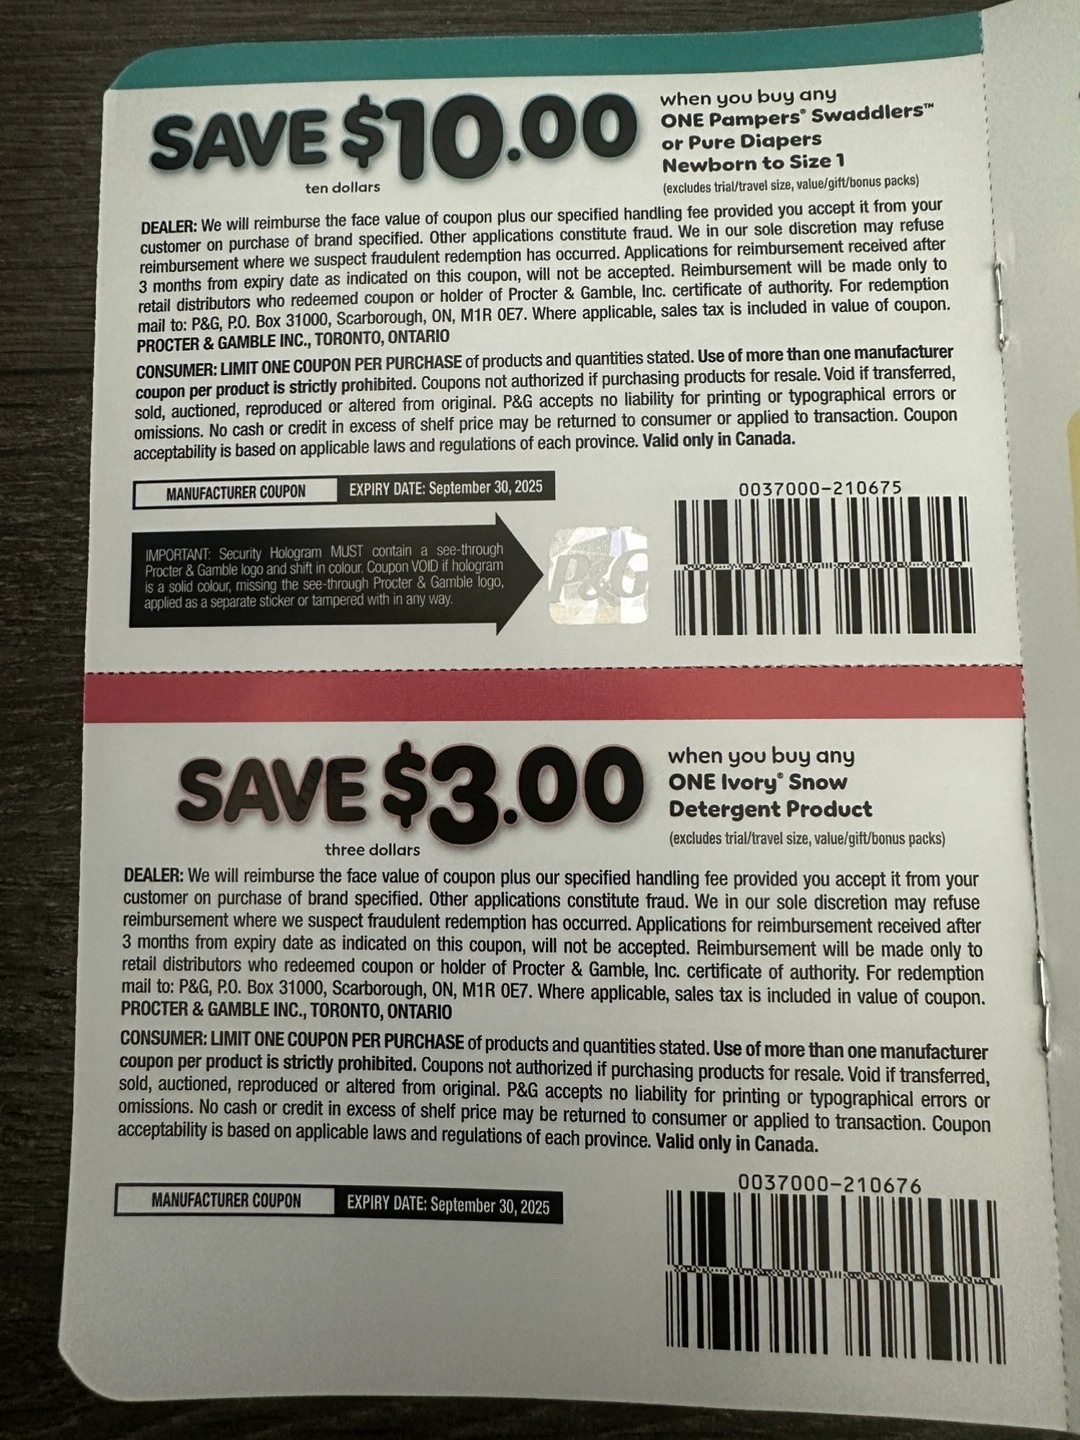 SAVE $10.00
ten dollars
when you buy any
ONE Pampers® Swaddlers™
or Pure Diapers
Newborn to Size 1
(excludes trial/travel size, value/gift/bonus packs)
DEALER: We will reimburse the face value of coupon plus our specified handling fee provided you accept it from your
customer on purchase of brand specified. Other applications constitute fraud. We in our sole discretion may refuse
reimbursement where we suspect fraudulent redemption has occurred. Applications for reimbursement received after
3 months from expiry date as indicated on this coupon, will not be accepted. Reimbursement will be made only to
retail distributors who redeemed coupon or holder of Procter & Gamble, Inc. certificate of authority. For redemption
mail to: P&G, P.O. Box 31000, Scarborough, ON, M1R 0E7. Where applicable, sales tax is included in value of coupon.
PROCTER & GAMBLE INC., TORONTO, ONTARIO
CONSUMER: LIMIT ONE COUPON PER PURCHASE of products and quantities stated. Use of more than one manufacturer
coupon per product is strictly prohibited. Coupons not authorized if purchasing products for resale. Void if transferred,
sold, auctioned, reproduced or altered from original. P&G accepts no liability for printing or typographical errors or
omissions. No cash or credit in excess of shelf price may be returned to consumer or applied to transaction. Coupon
acceptability is based on applicable laws and regulations of each province. Valid only in Canada.
MANUFACTURER COUPON
EXPIRY DATE: September 30, 2025
IMPORTANT: Security Hologram MUST contain a see-through
Procter & Gamble logo and shift in colour. Coupon VOID if hologram
is a solid colour, missing the see-through Procter & Gamble logo,
applied as a separate sticker or tampered with in any way.
P&G
0037000-210675
SAVE $3.00
three dollars
when you buy any
ONE Ivory® Snow
Detergent Product
(excludes trial/travel size, value/gift/bonus packs)
DEALER: We will reimburse the face value of coupon plus our specified handling fee provided you accept it from your
customer on purchase of brand specified. Other applications constitute fraud. We in our sole discretion may refuse
reimbursement where we suspect fraudulent redemption has occurred. Applications for reimbursement received after
3 months from expiry date as indicated on this coupon, will not be accepted. Reimbursement will be made only to
retail distributors who redeemed coupon or holder of Procter & Gamble, Inc. certificate of authority. For redemption
mail to: P&G, P.O. Box 31000, Scarborough, ON, M1R 0E7. Where applicable, sales tax is included in value of coupon.
PROCTER & GAMBLE INC., TORONTO, ONTARIO
CONSUMER: LIMIT ONE COUPON PER PURCHASE of products and quantities stated. Use of more than one manufacturer
coupon per product is strictly prohibited. Coupons not authorized if purchasing products for resale. Void if transferred,
sold, auctioned, reproduced or altered from original. P&G accepts no liability for printing or typographical errors or
omissions. No cash or credit in excess of shelf price may be returned to consumer or applied to transaction. Coupon
acceptability is based on applicable laws and regulations of each province. Valid only in Canada.
MANUFACTURER COUPON
EXPIRY DATE: September 30, 2025
0037000-210676